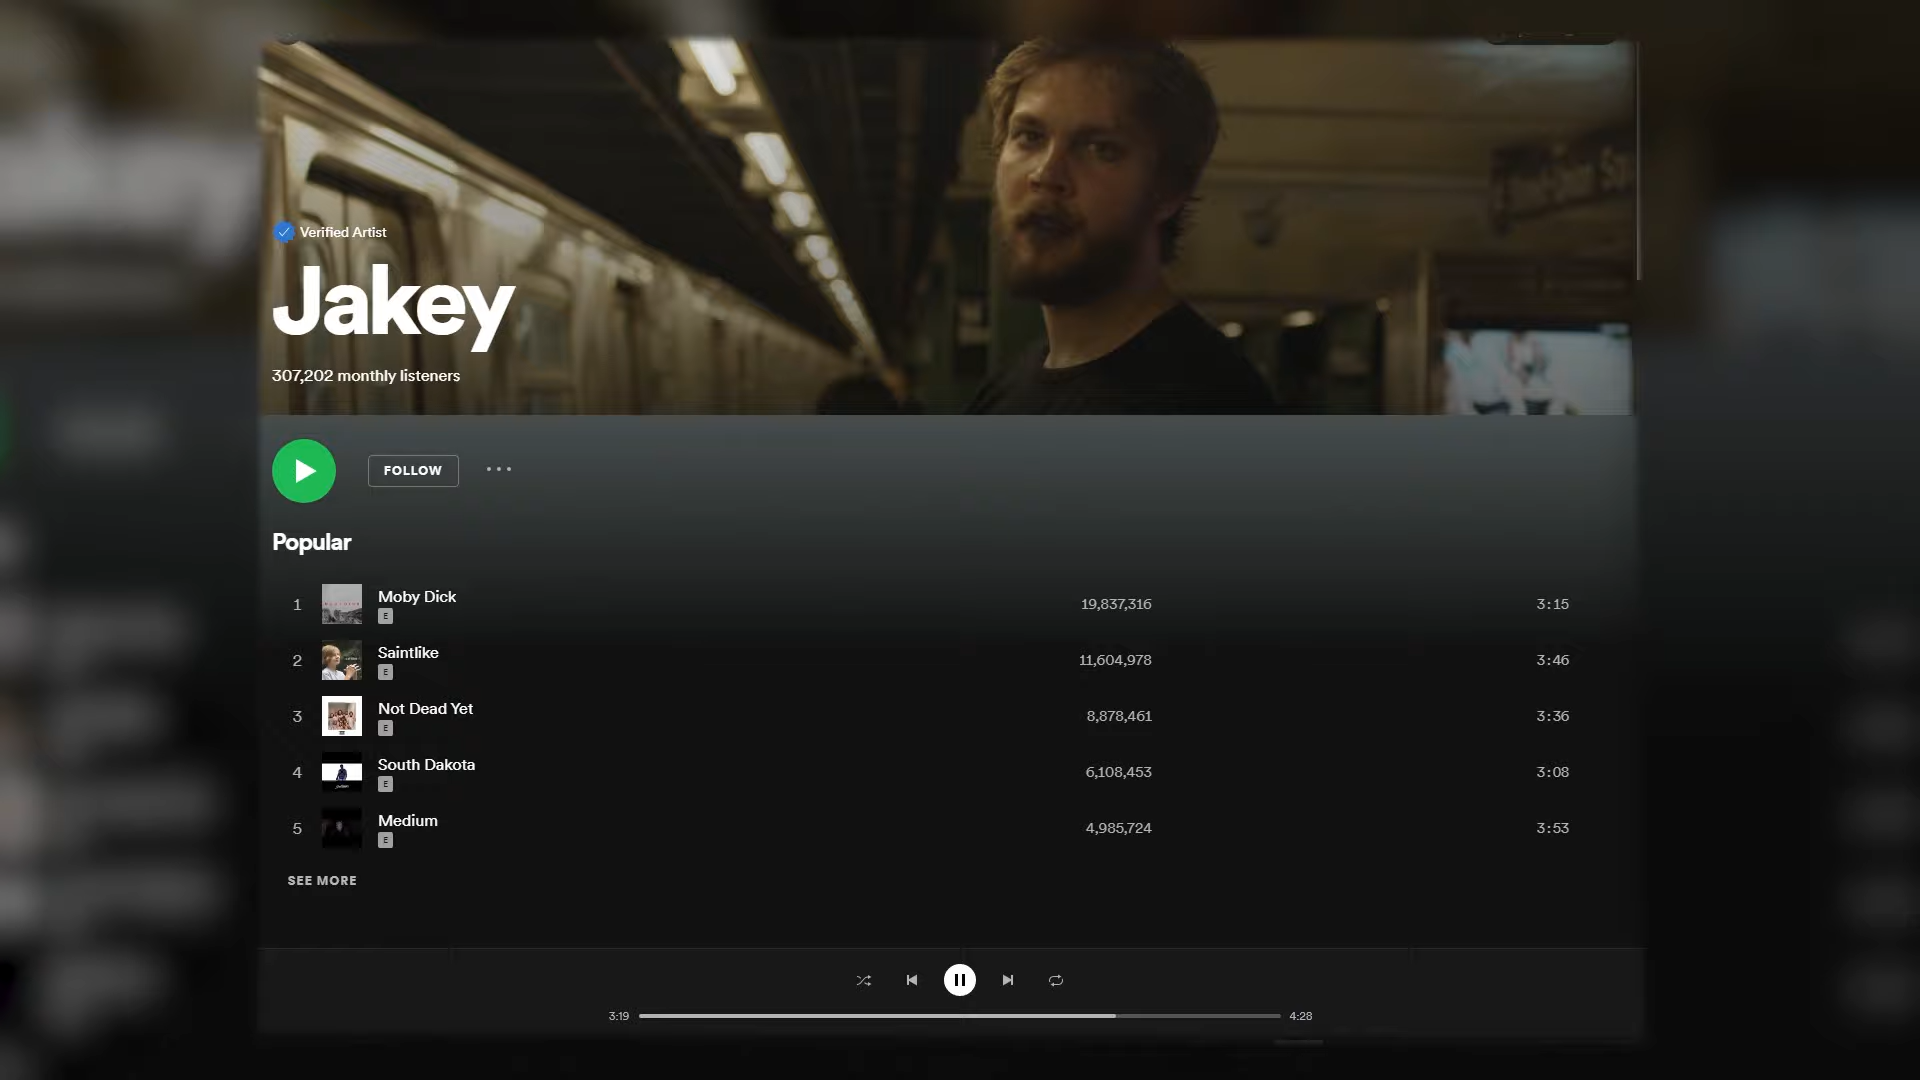 Verified Artist
Jakey
307,202 monthly listeners
FOLLOW
Popular
1 Moby Dick 19,837,316 3:15
E
2 Saintlike 11,604,978 3:46
E
3 Not Dead Yet 8,878,461 3:36
E
4 South Dakota 6,108,453 3:08
E
5 Medium 4,985,724 3:53
E
SEE MORE
3:19 4:28